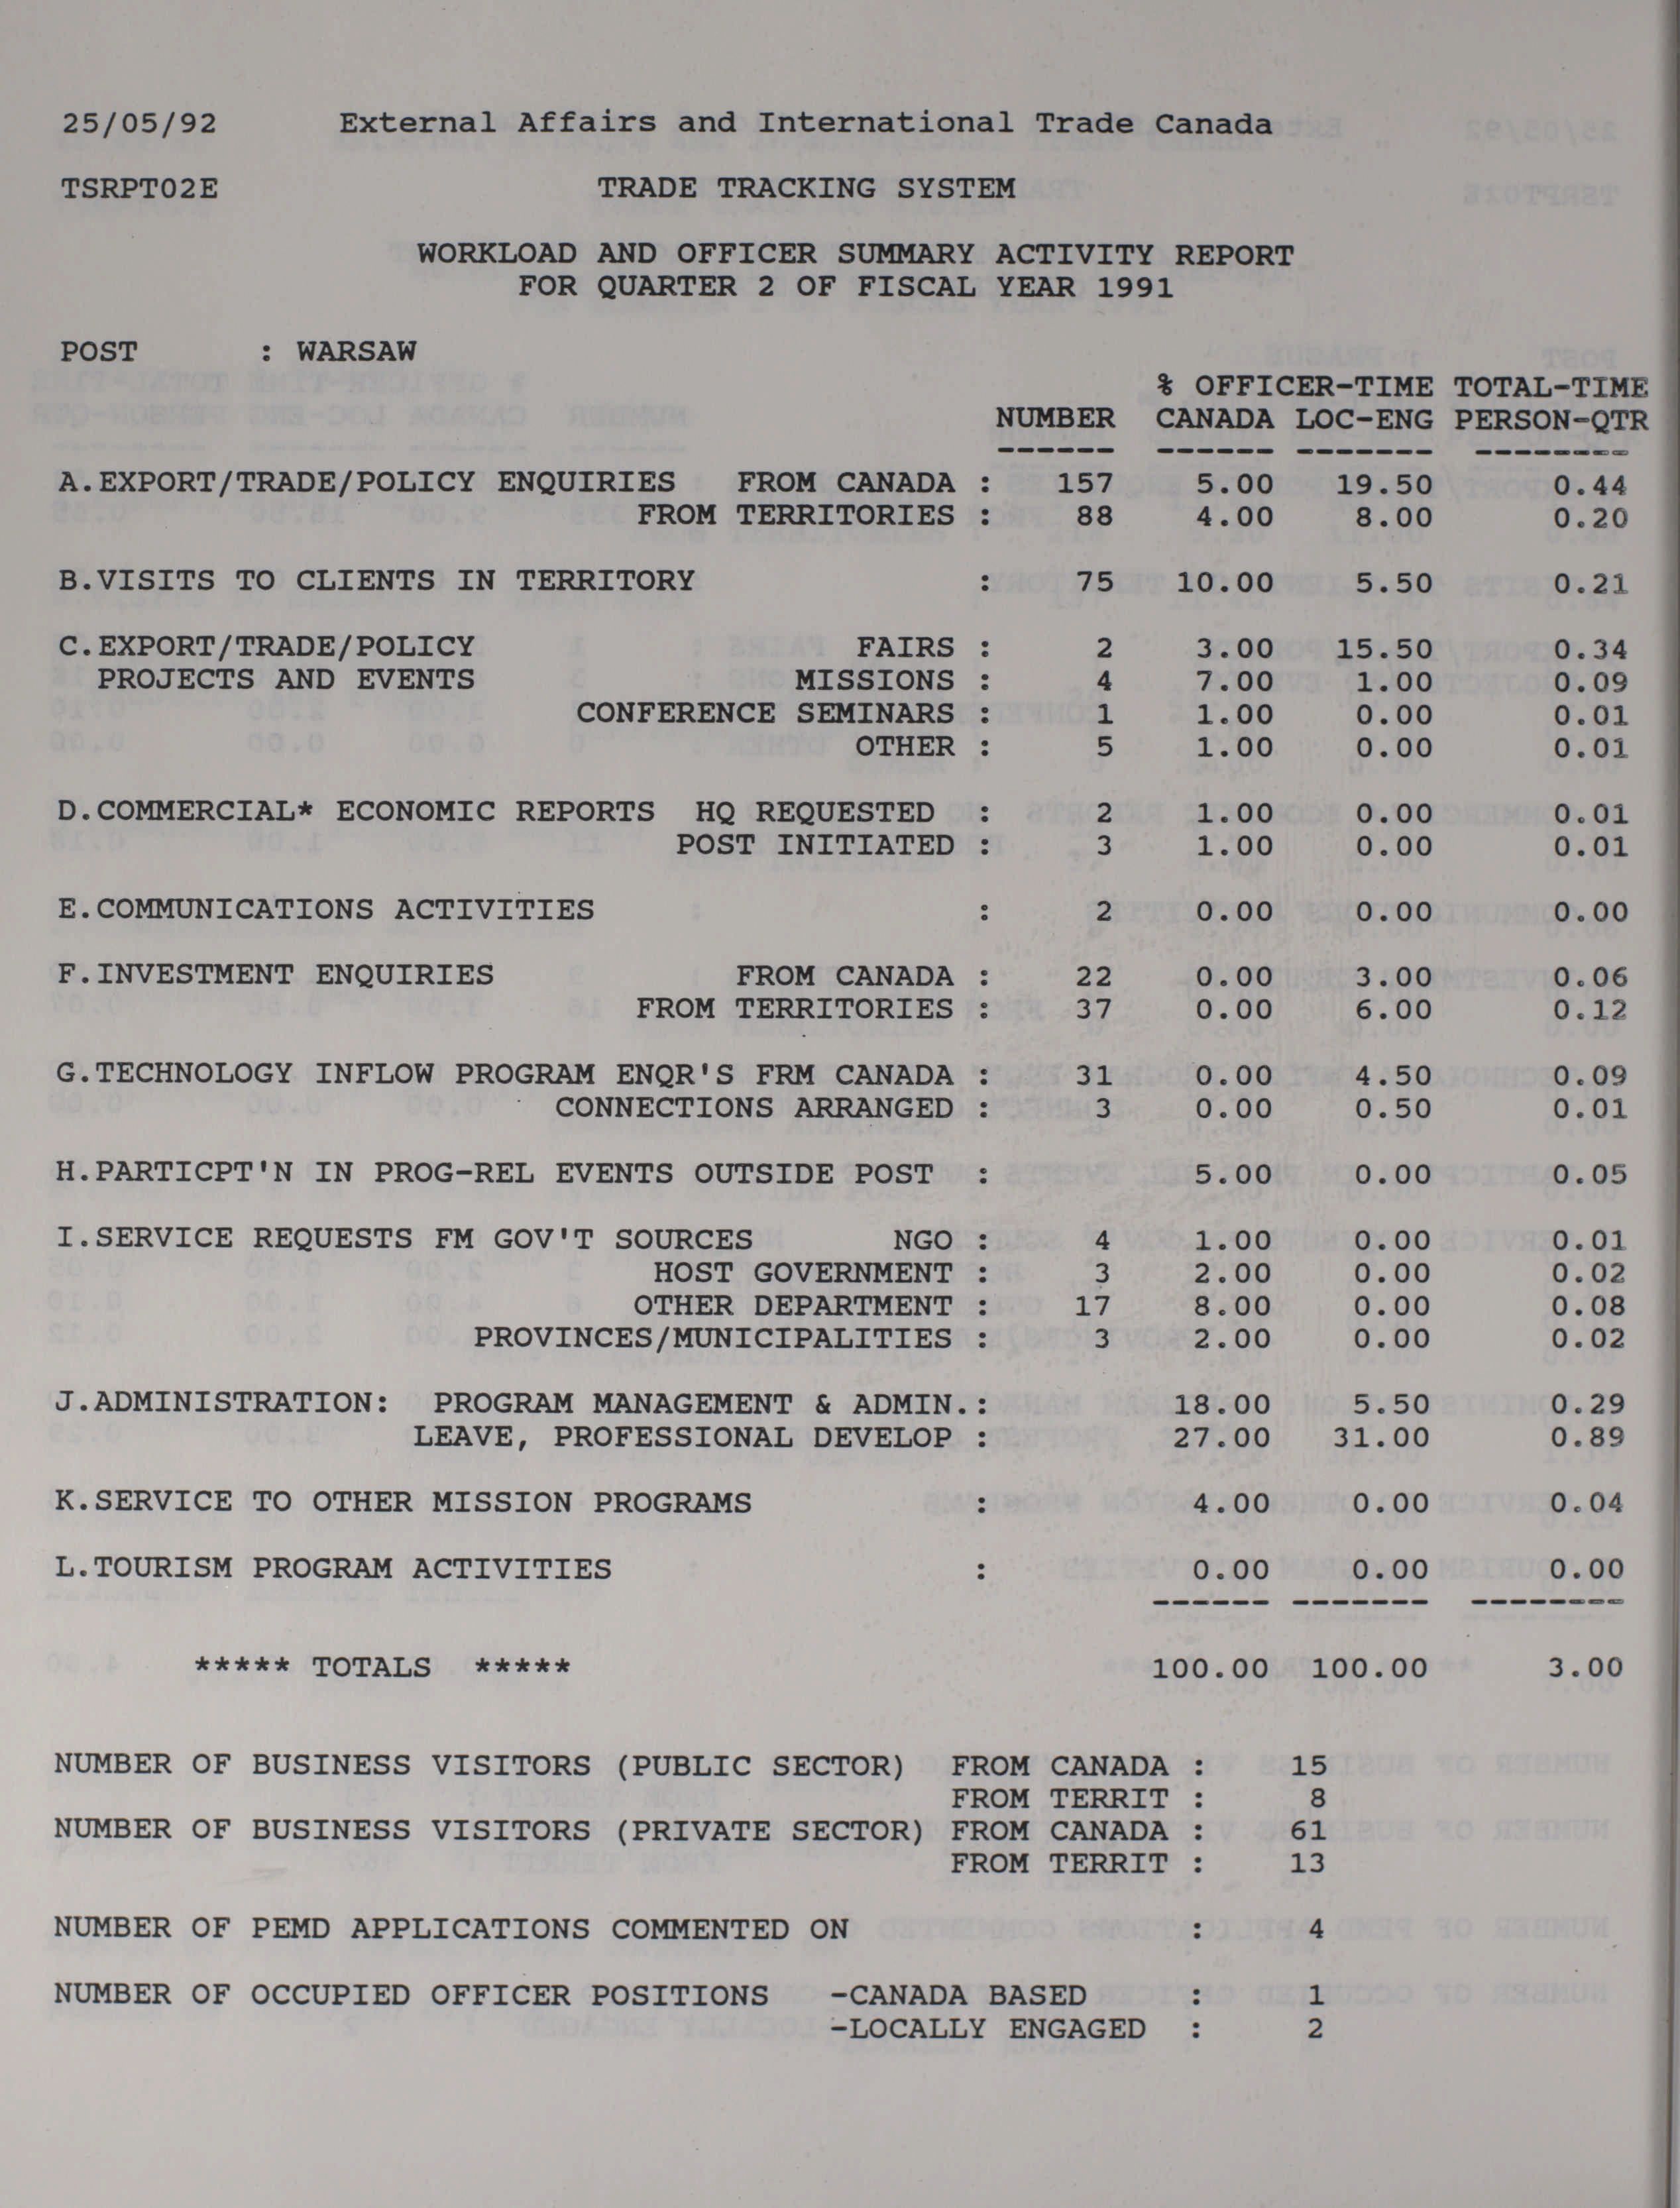 25/05/92 External Affairs and International Trade Canada
TSRPT02E TRADE TRACKING SYSTEM
WORKLOAD AND OFFICER SUMMARY ACTIVITY REPORT
FOR QUARTER 2 OF FISCAL YEAR 1991
POST : WARSAW
% OFFICER-TIME TOTAL-TIME
NUMBER CANADA LOC-ENG PERSON-QTR
------ ------ ------- --------
A.EXPORT/TRADE/POLICY ENQUIRIES FROM CANADA : 157 5.00 19.50 0.44
FROM TERRITORIES : 88 4.00 8.00 0.20
B.VISITS TO CLIENTS IN TERRITORY : 75 10.00 5.50 0.21
C.EXPORT/TRADE/POLICY FAIRS : 2 3.00 15.50 0.34
PROJECTS AND EVENTS MISSIONS : 4 7.00 1.00 0.09
CONFERENCE SEMINARS : 1 1.00 0.00 0.01
OTHER : 5 1.00 0.00 0.01
D.COMMERCIAL* ECONOMIC REPORTS HQ REQUESTED : 2 1.00 0.00 0.01
POST INITIATED : 3 1.00 0.00 0.01
E.COMMUNICATIONS ACTIVITIES : 2 0.00 0.00 0.00
F.INVESTMENT ENQUIRIES FROM CANADA : 22 0.00 3.00 0.06
FROM TERRITORIES : 37 0.00 6.00 0.12
G.TECHNOLOGY INFLOW PROGRAM ENQR'S FRM CANADA : 31 0.00 4.50 0.09
CONNECTIONS ARRANGED : 3 0.00 0.50 0.01
H.PARTICPT'N IN PROG-REL EVENTS OUTSIDE POST : 5.00 0.00 0.05
I.SERVICE REQUESTS FM GOV'T SOURCES NGO : 4 1.00 0.00 0.01
HOST GOVERNMENT : 3 2.00 0.00 0.02
OTHER DEPARTMENT : 17 8.00 0.00 0.08
PROVINCES/MUNICIPALITIES : 3 2.00 0.00 0.02
J.ADMINISTRATION: PROGRAM MANAGEMENT & ADMIN.: 18.00 5.50 0.29
LEAVE, PROFESSIONAL DEVELOP : 27.00 31.00 0.89
K.SERVICE TO OTHER MISSION PROGRAMS : 4.00 0.00 0.04
L.TOURISM PROGRAM ACTIVITIES : 0.00 0.00 0.00
------ ------- --------
***** TOTALS ***** 100.00 100.00 3.00
NUMBER OF BUSINESS VISITORS (PUBLIC SECTOR) FROM CANADA : 15
FROM TERRIT : 8
NUMBER OF BUSINESS VISITORS (PRIVATE SECTOR) FROM CANADA : 61
FROM TERRIT : 13
NUMBER OF PEMD APPLICATIONS COMMENTED ON : 4
NUMBER OF OCCUPIED OFFICER POSITIONS -CANADA BASED : 1
-LOCALLY ENGAGED : 2